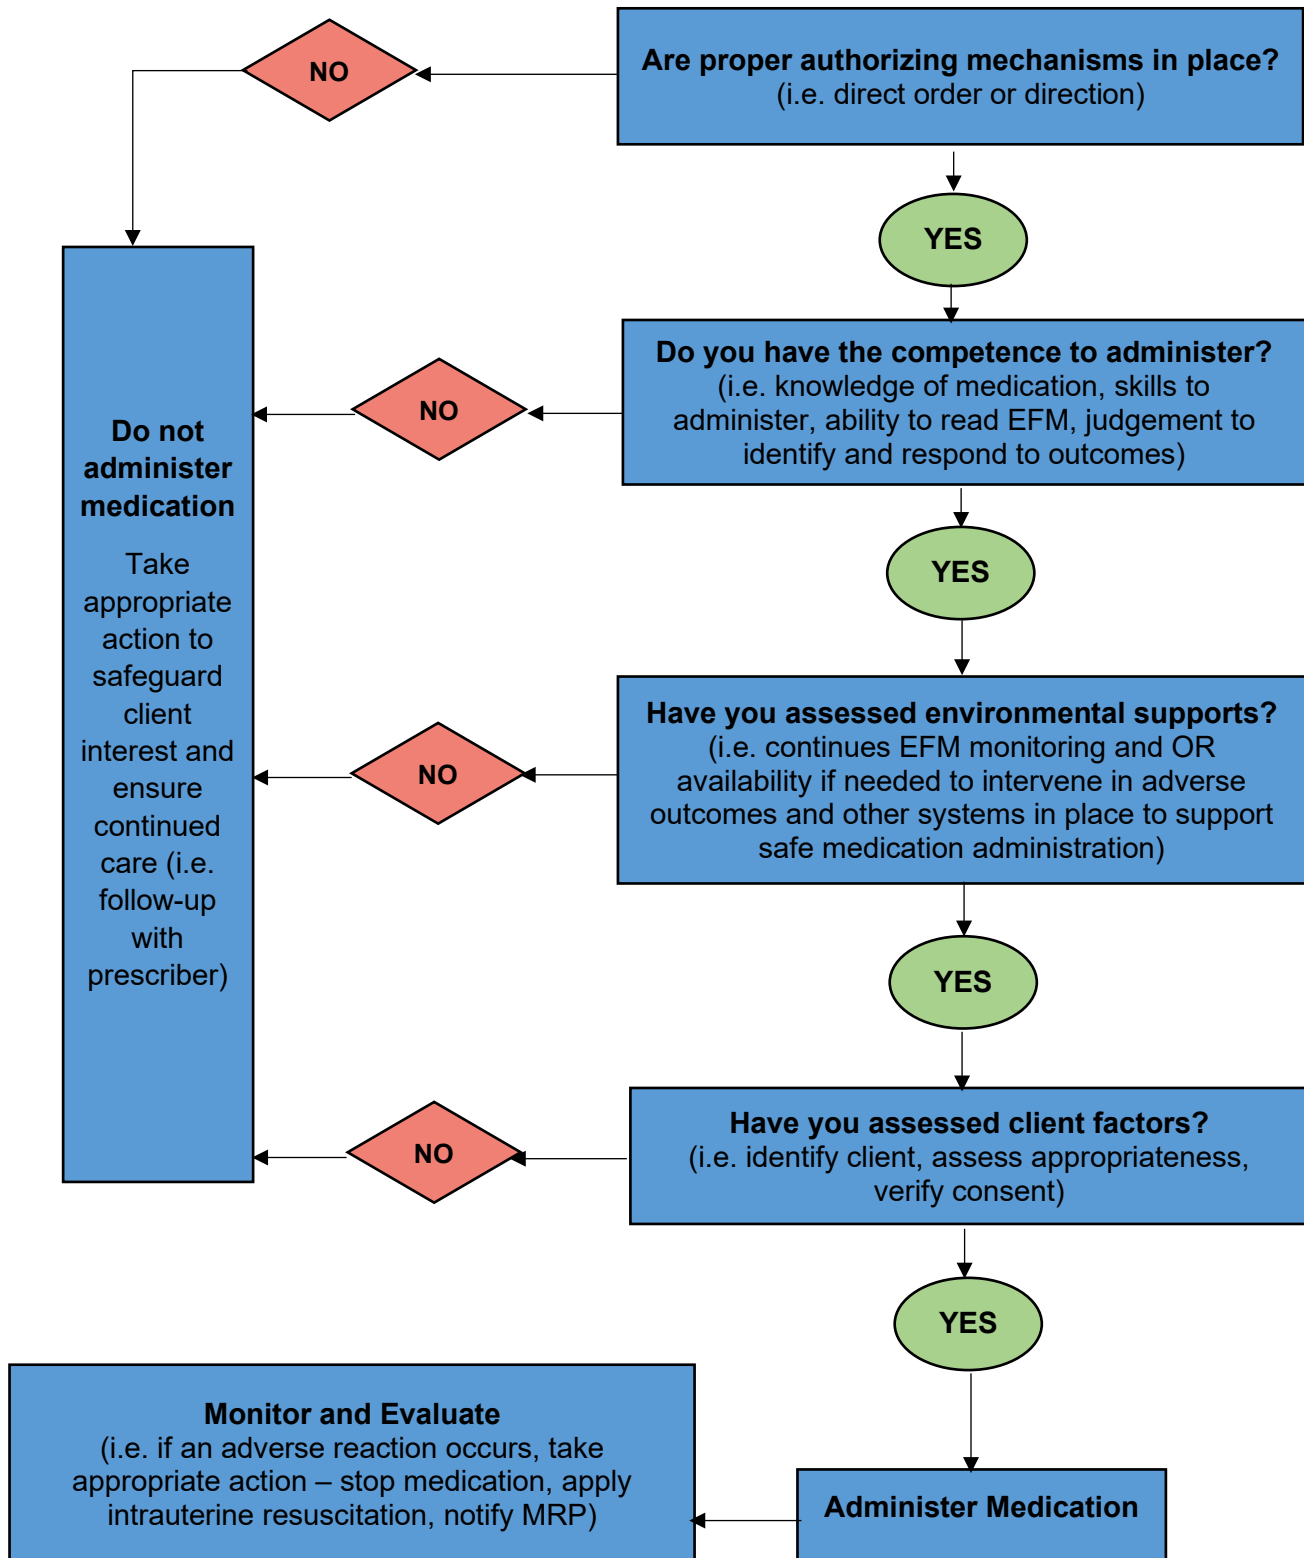 Are proper authorizing mechanisms in place?
(i.e. direct order or direction)
NO
YES
Do you have the competence to administer?
(i.e. knowledge of medication, skills to
administer, ability to read EFM, judgement to
identify and respond to outcomes)
NO
Do not
administer
medication
Take
appropriate
action to
safeguard
client
interest and
ensure
continued
care (i.e.
follow-up
with
prescriber)
YES
Have you assessed environmental supports?
(i.e. continues EFM monitoring and OR
availability if needed to intervene in adverse
outcomes and other systems in place to support
safe medication administration)
NO
YES
Have you assessed client factors?
(i.e. identify client, assess appropriateness,
verify consent)
NO
YES
Administer Medication
Monitor and Evaluate
(i.e. if an adverse reaction occurs, take
appropriate action – stop medication, apply
intrauterine resuscitation, notify MRP)